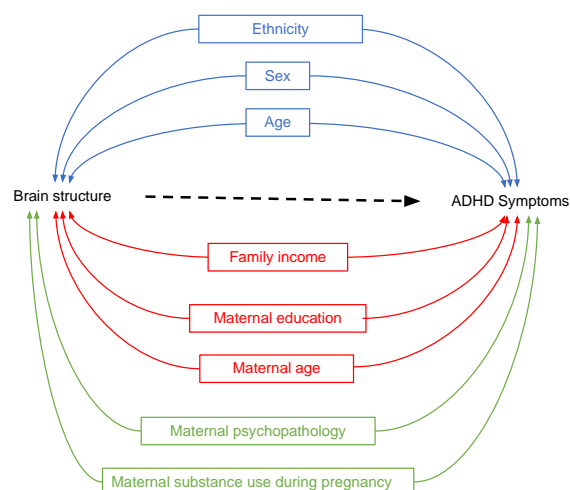 Ethnicity
Sex
Age
Brain structure
ADHD Symptoms
Family income
Maternal education
Maternal age
Maternal psychopathology
Maternal substance use during pregnancy